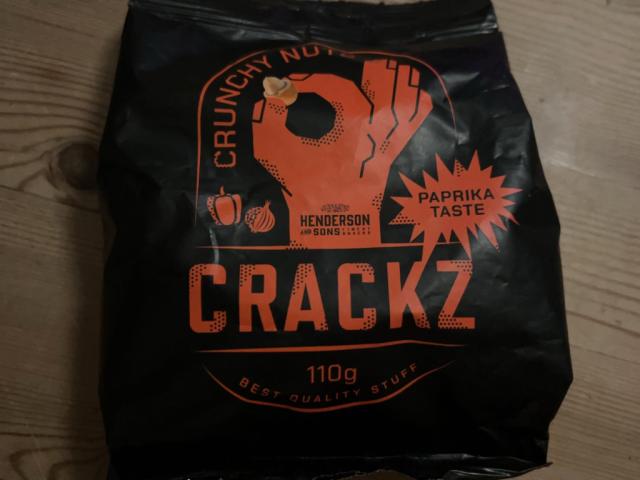 CRUNCHY NUTS
PAPRIKA
TASTE
HENDERSON
AND SONS
CRACKZ
110g
BEST QUALITY STUFF